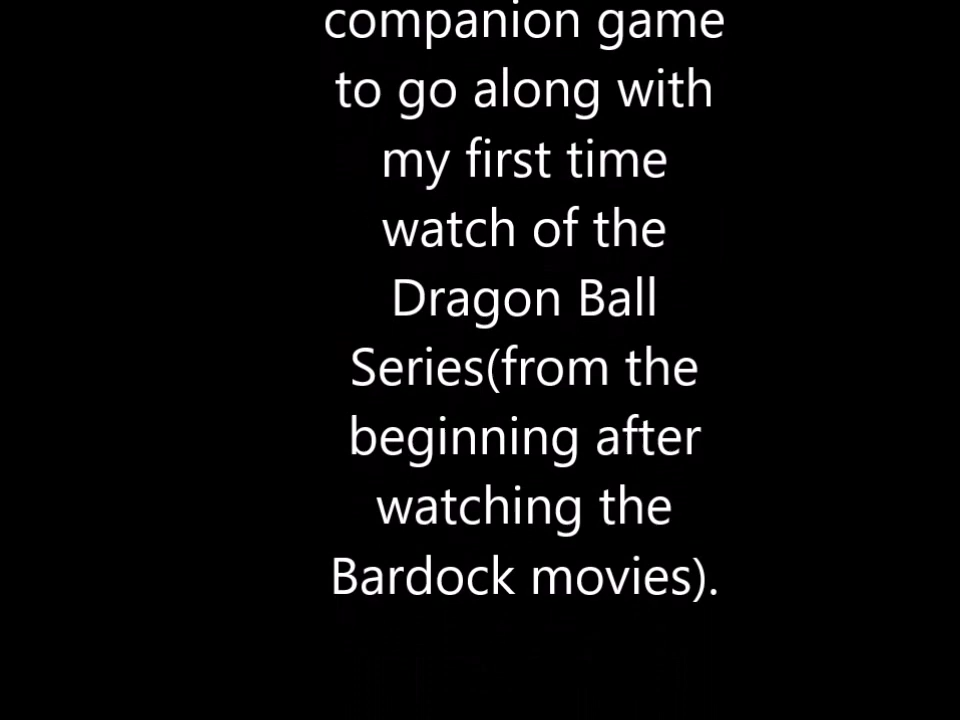 companion game
to go along with
my first time
watch of the
Dragon Ball
Series(from the
beginning after
watching the
Bardock movies).